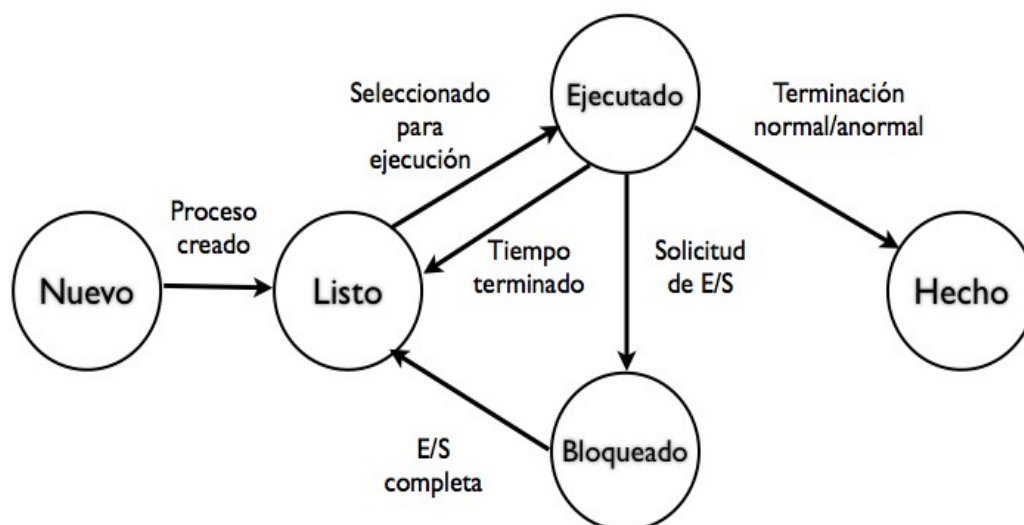 Ejecutado
Seleccionado
para
ejecución
Terminación
normal/anormal
Proceso
creado
Tiempo
terminado
Solicitud
de E/S
Nuevo
Listo
Hecho
E/S
completa
Bloqueado